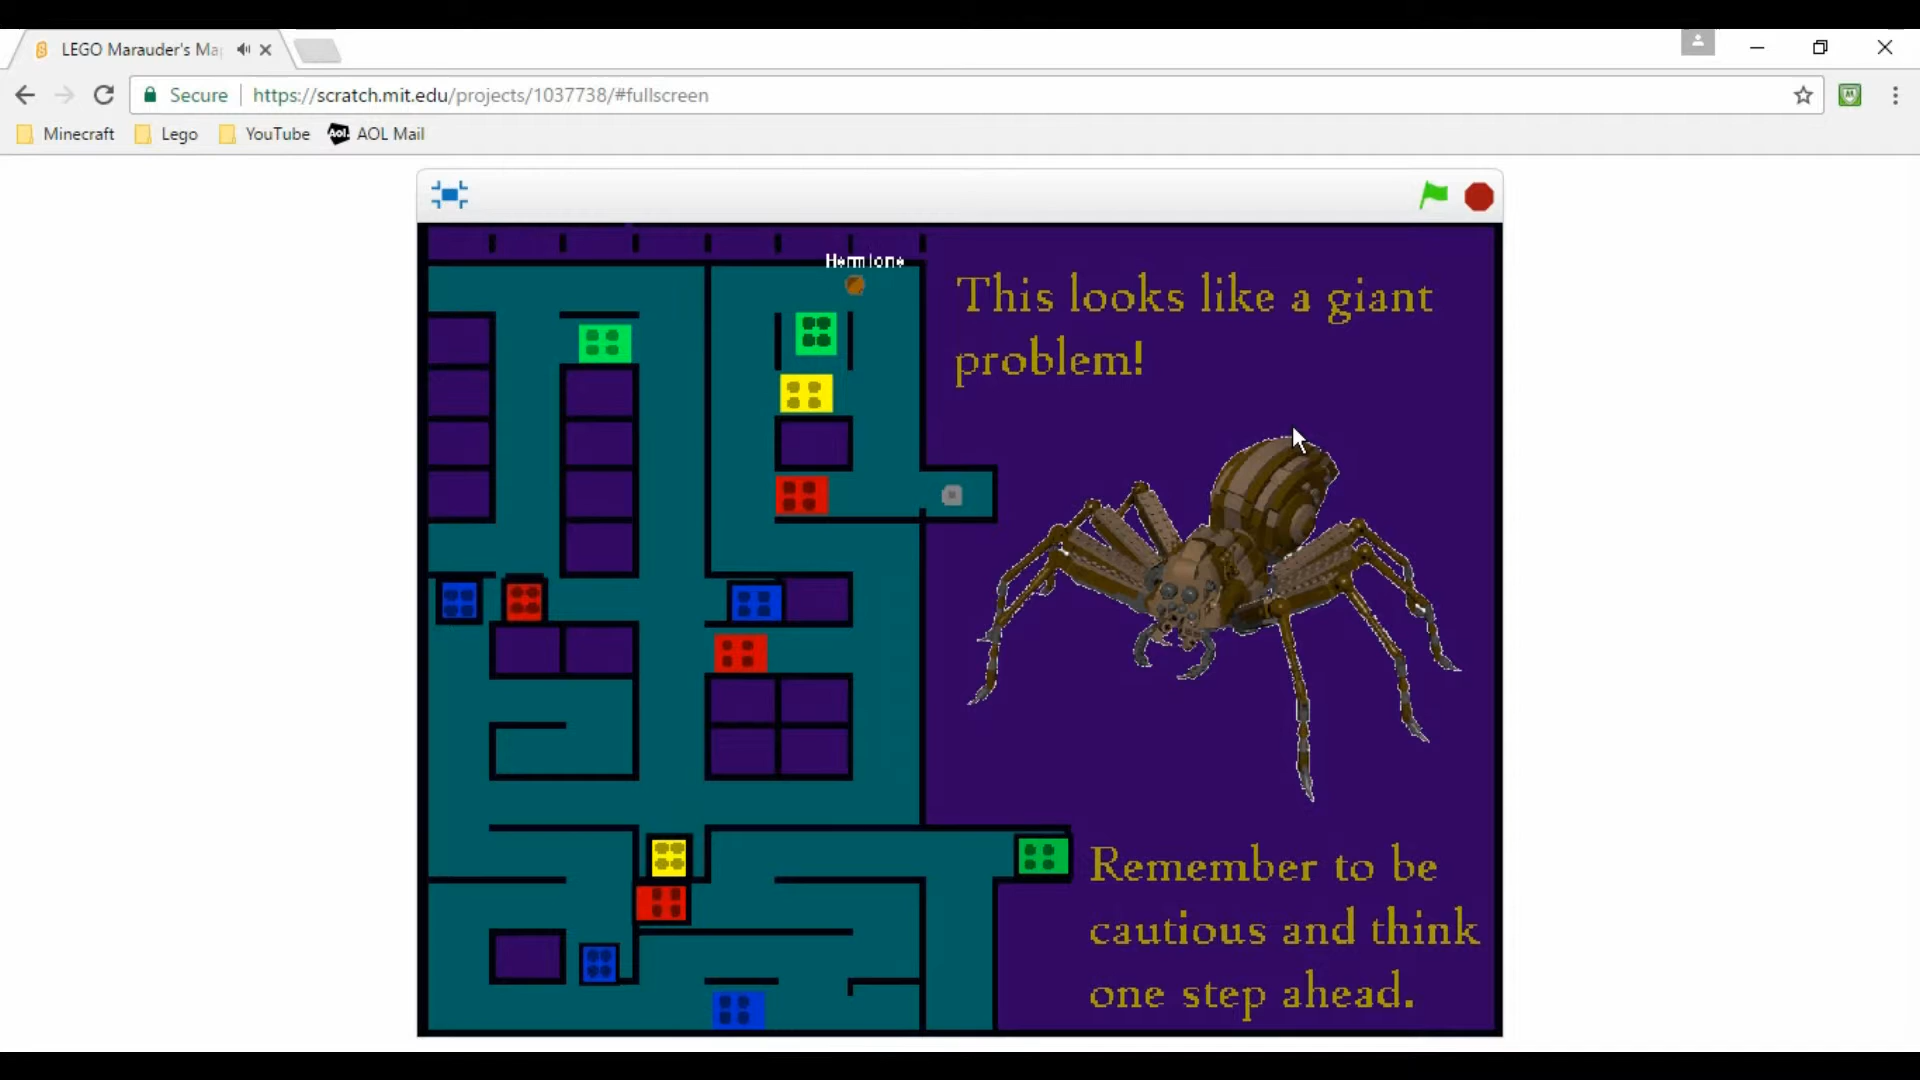 LEGO Marauder's Ma
Secure https://scratch.mit.edu/projects/1037738/#fullscreen
Minecraft Lego YouTube Aol. AOL Mail
Hermione
This looks like a giant
problem!
Remember to be
cautious and think
one step ahead.